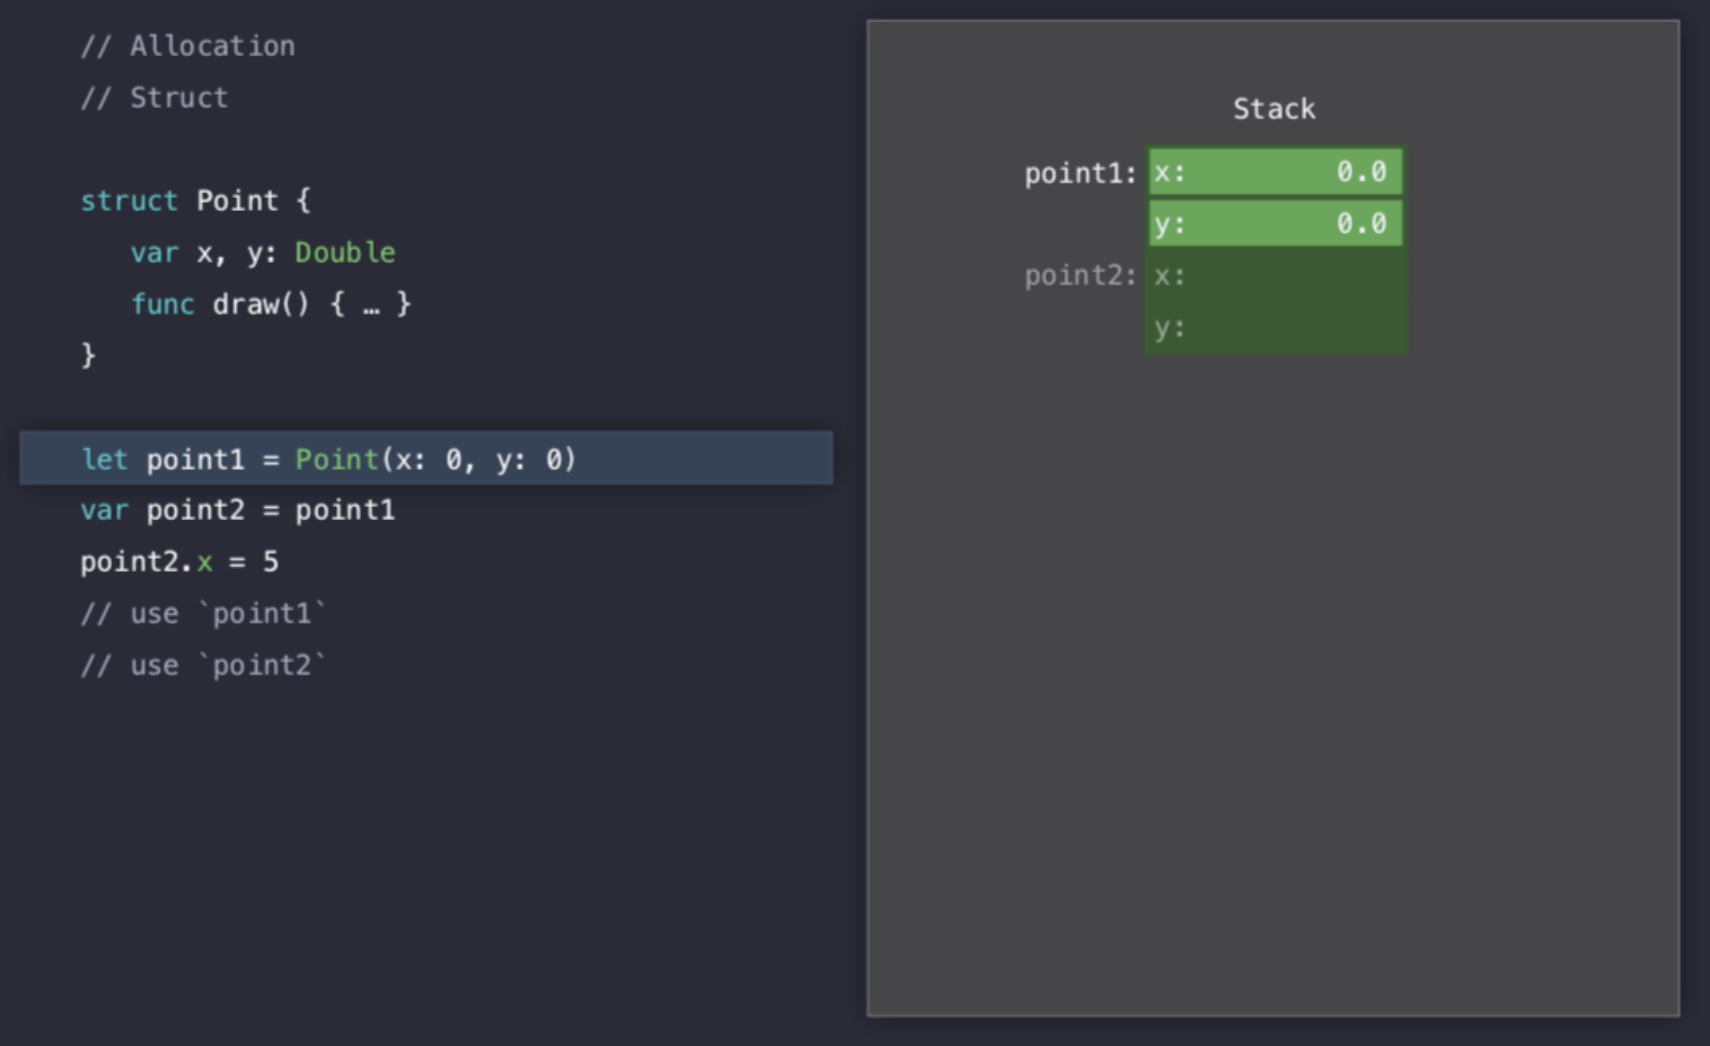 // Allocation
// Struct
struct Point {
var x, y: Double
func draw() { … }
}
let point1 = Point(x: 0, y: 0)
var point2 = point1
point2.x = 5
// use `point1`
// use `point2`
Stack
point1: x: 0.0
y: 0.0
point2: x:
y: